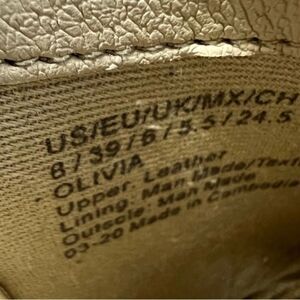 US/EU/UK/MX/CH
8/39/6/5.5/24.5
OLIVIA
Upper: Leather
Lining: Man Made/Text
Outsole: Man Made
03-20 Made in Cambodia